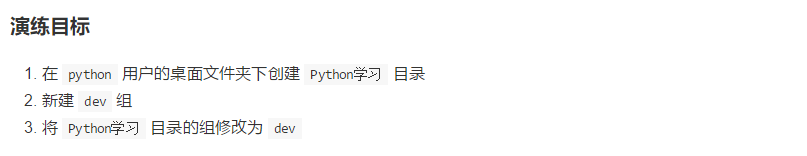 演练目标
1. 在 python 用户的桌面文件夹下创建 Python学习 目录
2. 新建 dev 组
3. 将 Python学习 目录的组修改为 dev